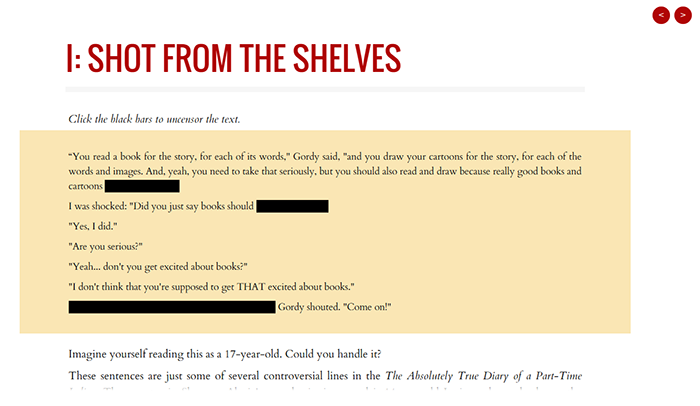 < >
I: SHOT FROM THE SHELVES
Click the black bars to uncensor the text.
“You read a book for the story, for each of its words," Gordy said, "and you draw your cartoons for the story, for each of the
words and images. And, yeah, you need to take that seriously, but you should also read and draw because really good books and
cartoons
I was shocked: "Did you just say books should
"Yes, I did."
"Are you serious?"
"Yeah... don't you get excited about books?"
"I don't think that you're supposed to get THAT excited about books."
Gordy shouted. "Come on!"
Imagine yourself reading this as a 17-year-old. Could you handle it?
These sentences are just some of several controversial lines in the The Absolutely True Diary of a Part-Time